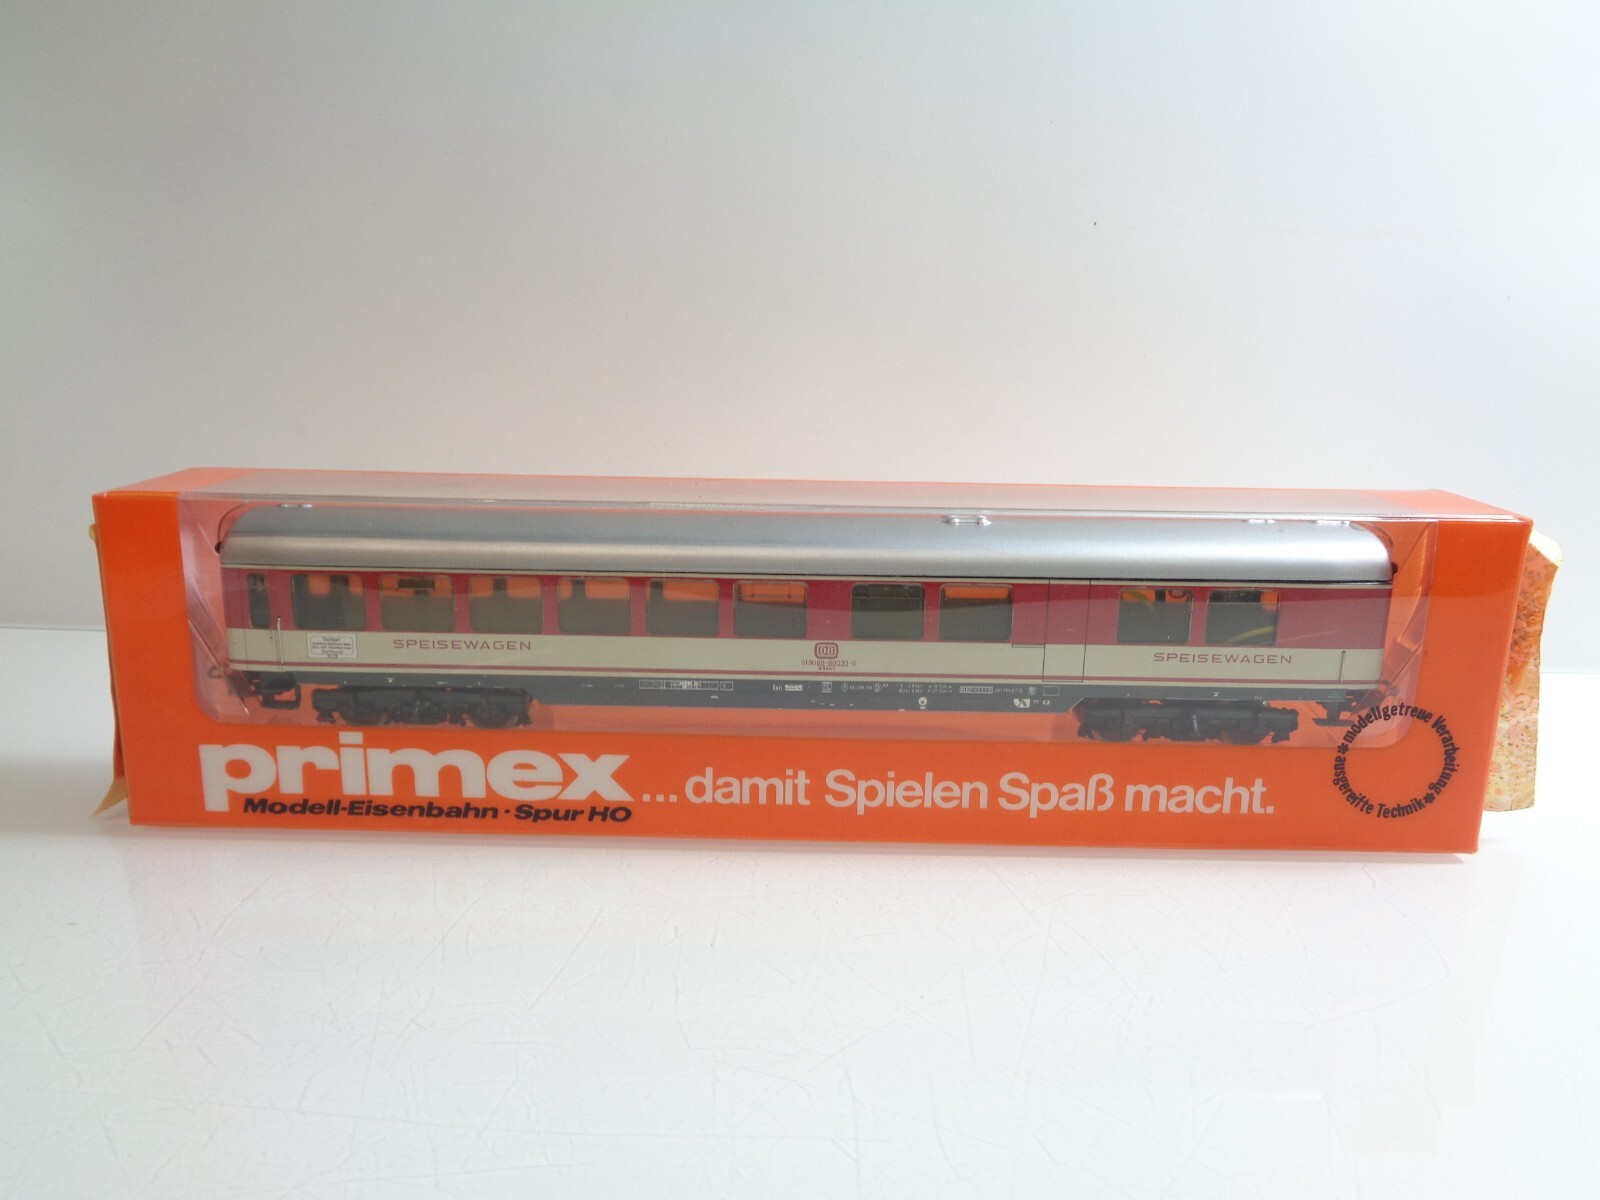 SPEISEWAGEN
DB
SPEISEWAGEN
primex
Modell-Eisenbahn · Spur HO
...damit Spielen Spaß macht.
modellgetreue Verarbeitung
ausgereifte Technik